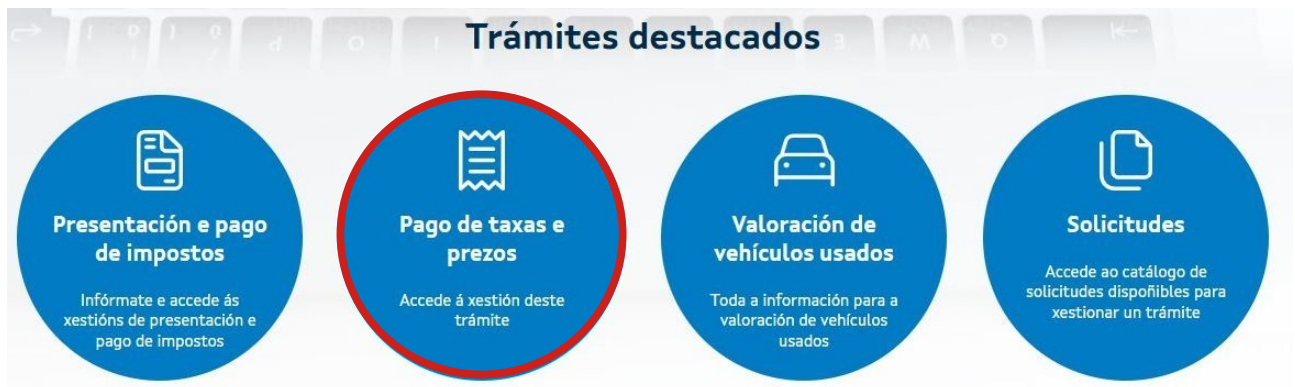 Trámites destacados
Presentación e pago
de impostos
Infórmate e accede ás
xestións de presentación e
pago de impostos
Pago de taxas e
prezos
Accede á xestión deste
trámite
Valoración de
vehículos usados
Toda a información para a
valoración de vehículos
usados
Solicitudes
Accede ao catálogo de
solicitudes dispoñibles para
xestionar un trámite